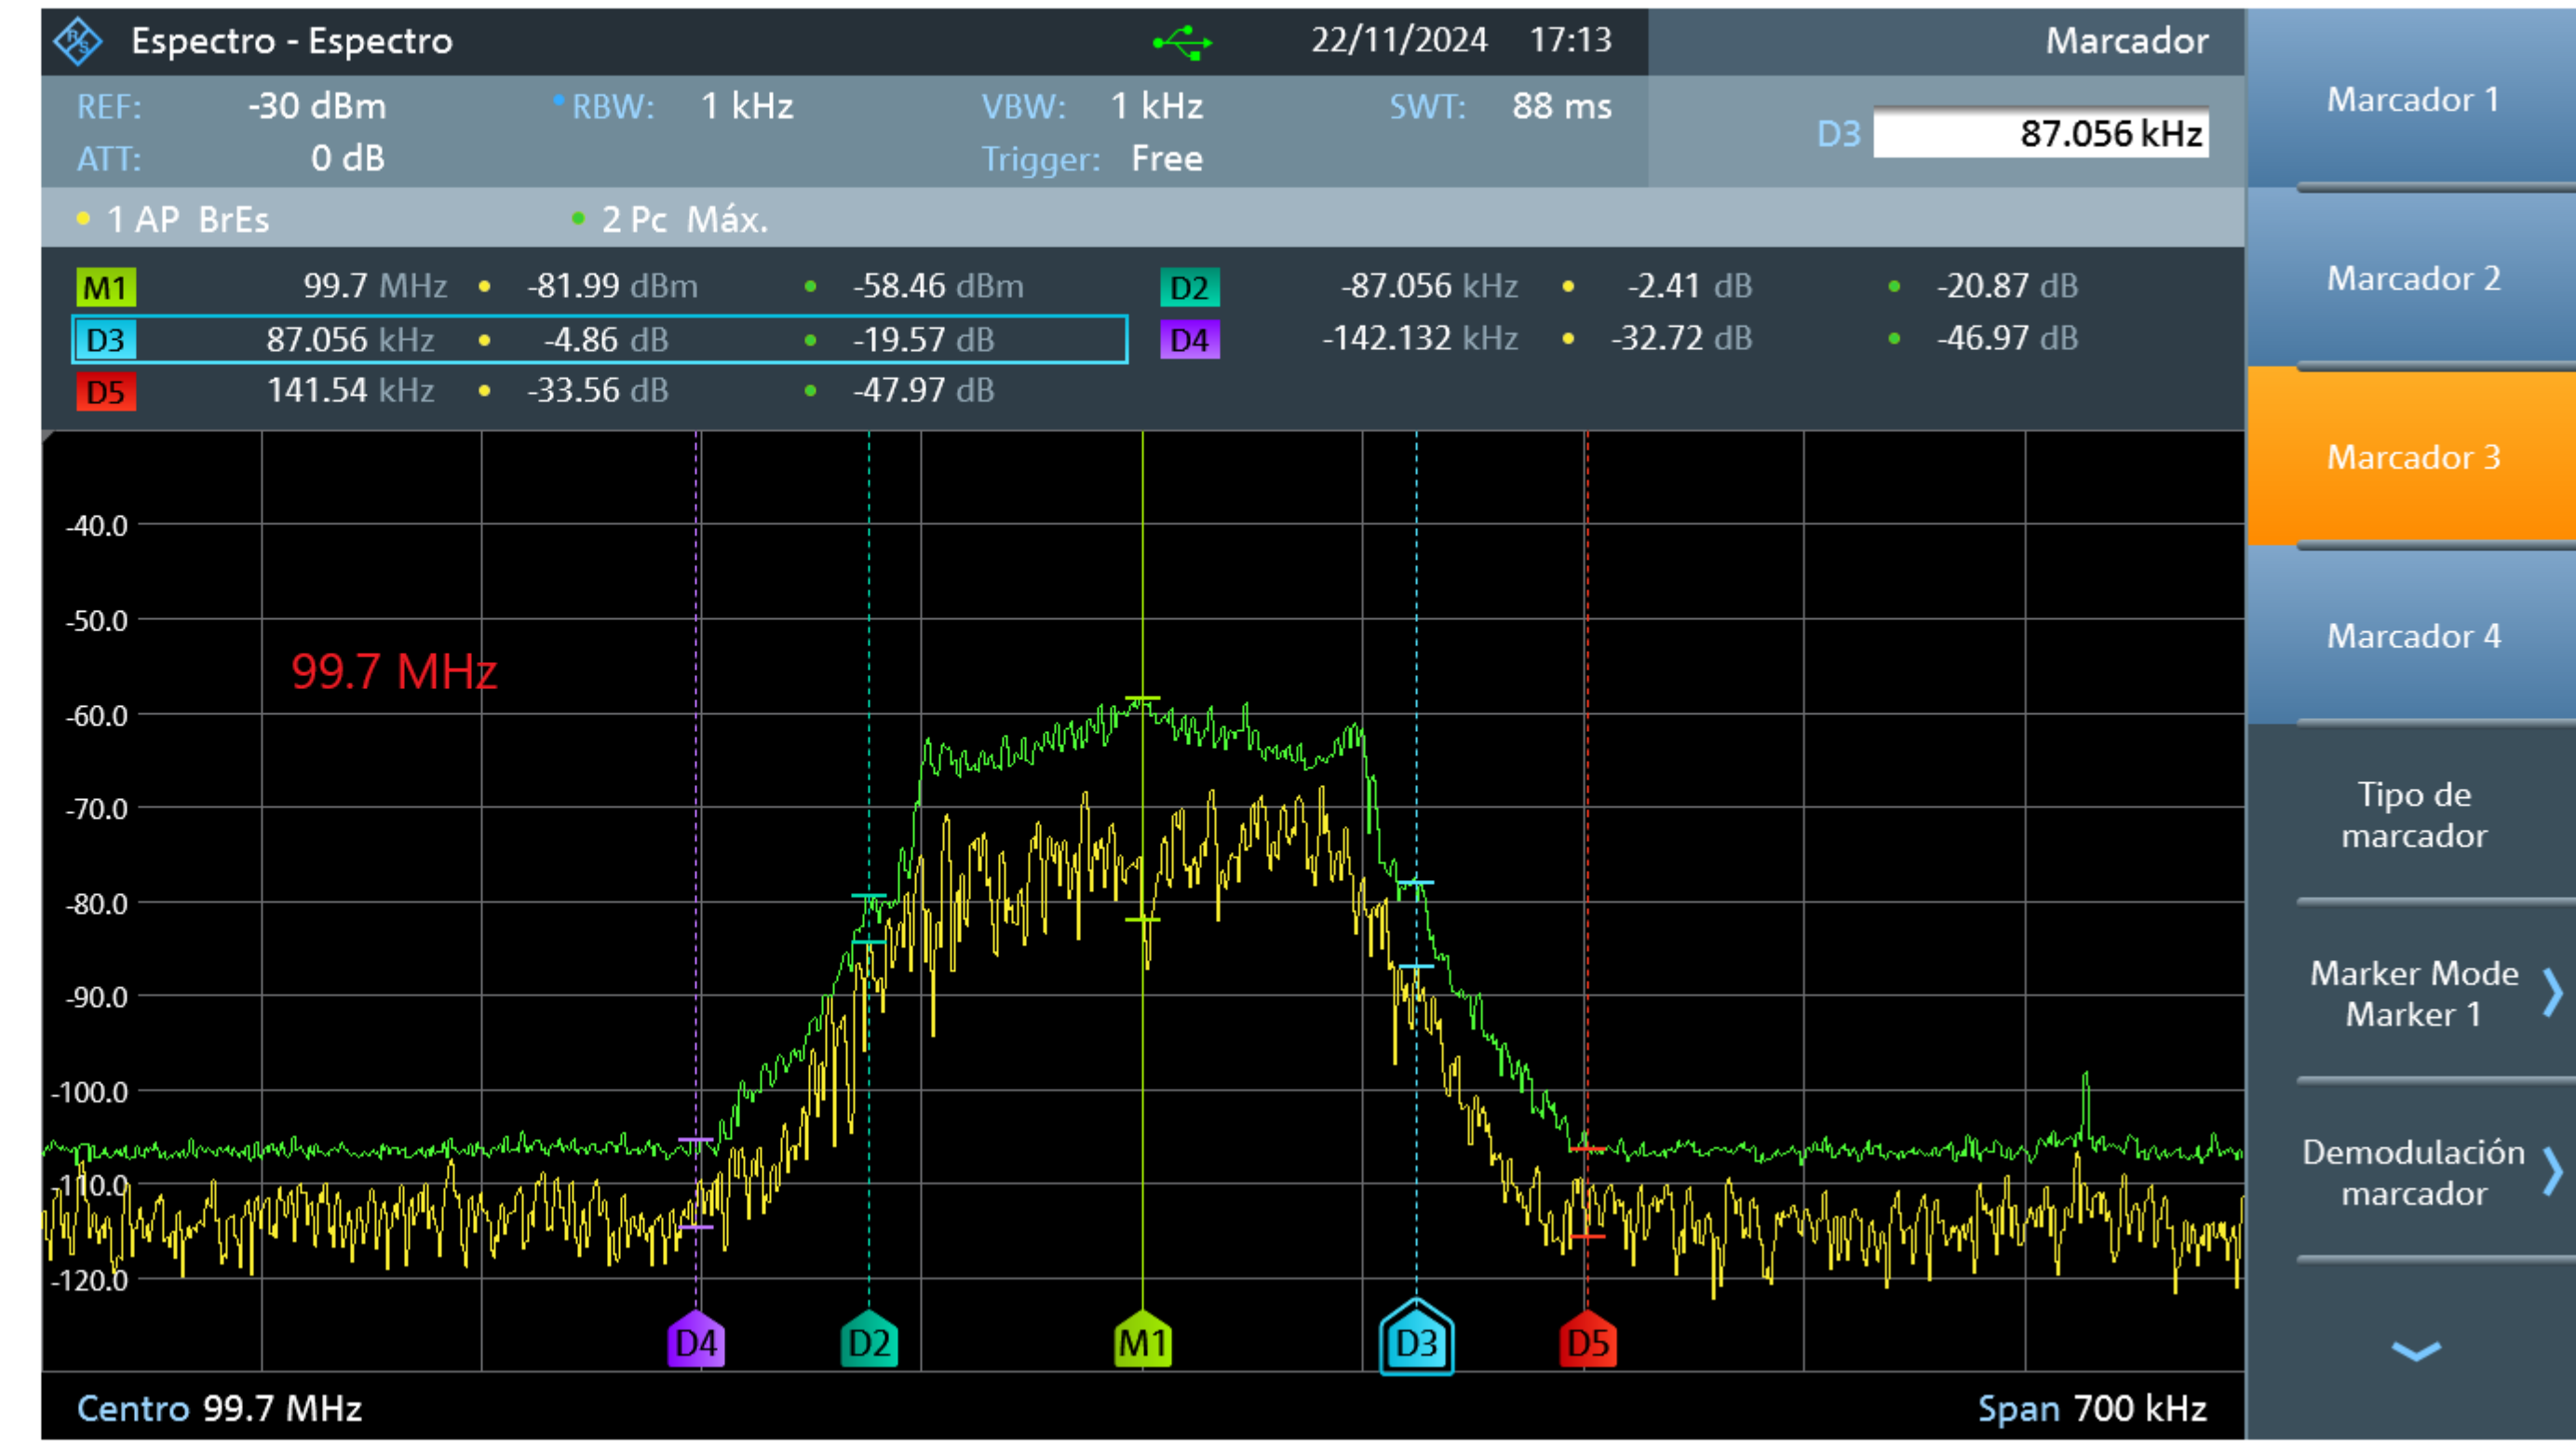 R&S Espectro - Espectro 22/11/2024 17:13 Marcador
REF: -30 dBm RBW: 1 kHz VBW: 1 kHz SWT: 88 ms
ATT: 0 dB Trigger: Free
D3 87.056 kHz
1 AP BrEs 2 Pc Máx.
M1 99.7 MHz -81.99 dBm -58.46 dBm D2 -87.056 kHz -2.41 dB -20.87 dB
D3 87.056 kHz -4.86 dB -19.57 dB D4 -142.132 kHz -32.72 dB -46.97 dB
D5 141.54 kHz -33.56 dB -47.97 dB
-40.0
-50.0
99.7 MHz
-60.0
-70.0
-80.0
-90.0
-100.0
-110.0
-120.0
D4 D2 M1 D3 D5
Centro 99.7 MHz Span 700 kHz
Marcador 1
Marcador 2
Marcador 3
Marcador 4
Tipo de
marcador
Marker Mode
Marker 1
Demodulación
marcador